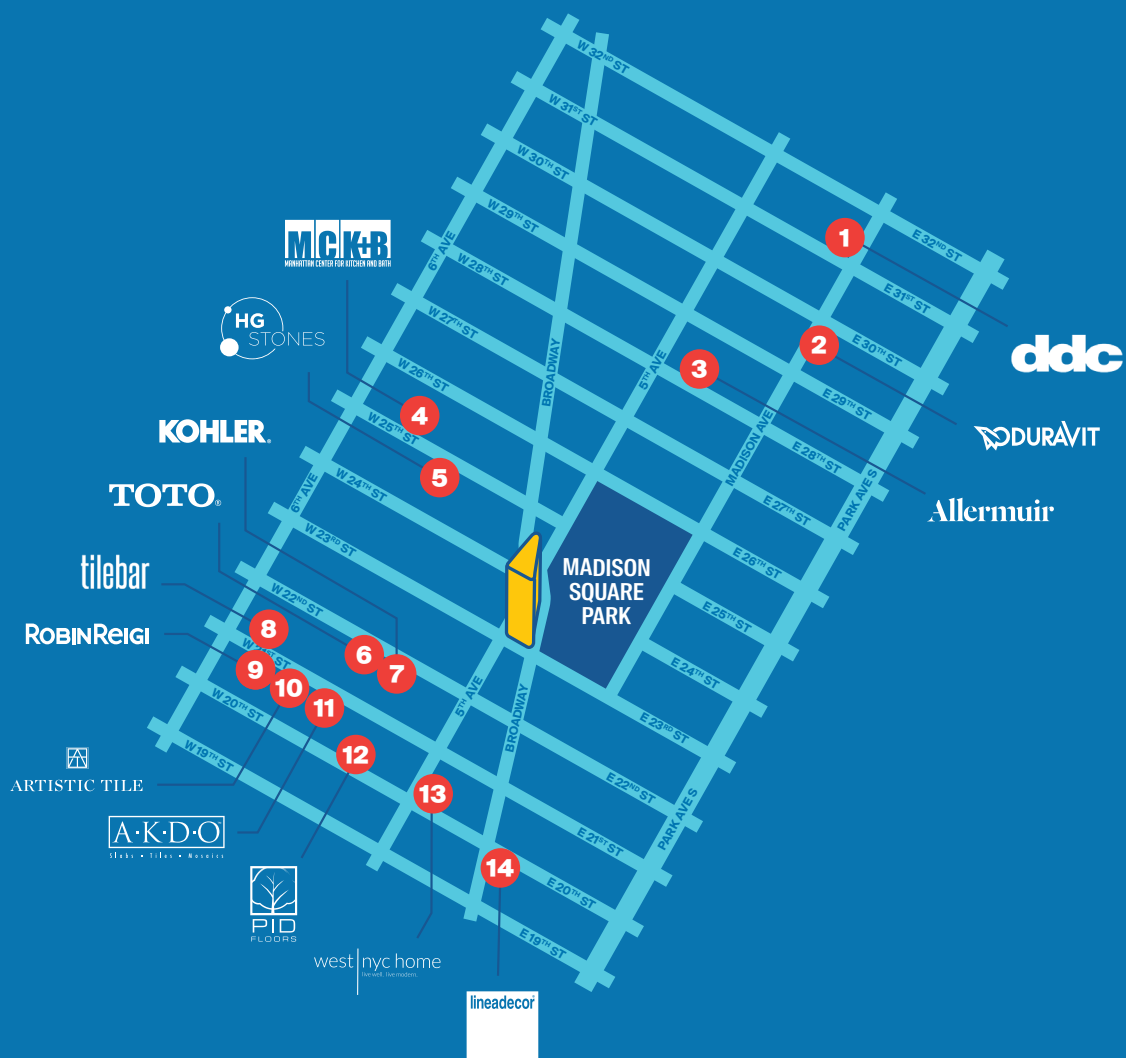 W 32ND ST
W 31ST ST
W 30TH ST
W 29TH ST
W 28TH ST
W 27TH ST
W 26TH ST
W 25TH ST
W 24TH ST
W 23RD ST
W 22ND ST
W 21ST ST
W 20TH ST
W 19TH ST
E 32ND ST
E 31ST ST
E 30TH ST
E 29TH ST
E 28TH ST
E 27TH ST
E 26TH ST
E 25TH ST
E 24TH ST
E 23RD ST
E 22ND ST
E 21ST ST
E 20TH ST
E 19TH ST
6TH AVE
6TH AVE
BROADWAY
BROADWAY
5TH AVE
5TH AVE
MADISON AVE
PARK AVE S
PARK AVE S
MADISON
SQUARE
PARK
1
2
3
4
5
6
7
8
9
10
11
12
13
14
ddc
DURAVIT
Allermuir
MCK+B
MANHATTAN CENTER FOR KITCHEN AND BATH
HG
STONES
KOHLER.
TOTO®
tilebar
ROBINREIGI
ARTISTIC TILE
A·K·D·O
Slabs • Tiles • Mosaics
PID
FLOORS
west nyc home
live well. live modern.
lineadecor